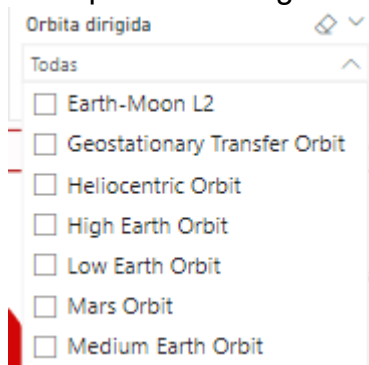 Orbita dirigida
Todas
Earth-Moon L2
Geostationary Transfer Orbit
Heliocentric Orbit
High Earth Orbit
Low Earth Orbit
Mars Orbit
Medium Earth Orbit